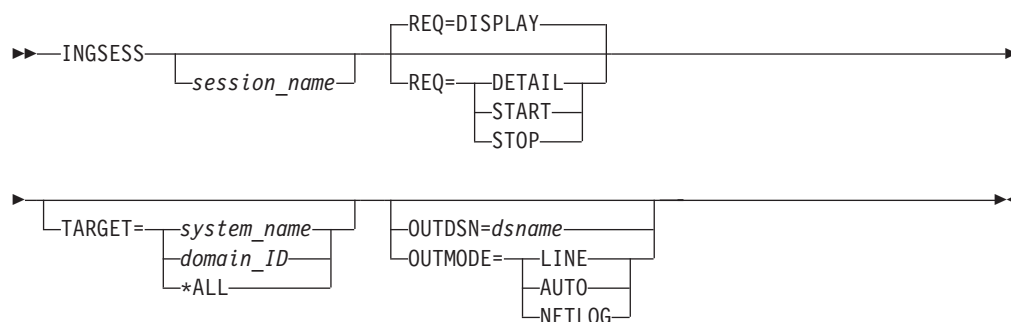 REQ=DISPLAY
INGSESS
session_name
REQ= DETAIL
START
STOP
TARGET= system_name
domain_ID
*ALL
OUTDSN=dsname
OUTMODE= LINE
AUTO
NETLOG